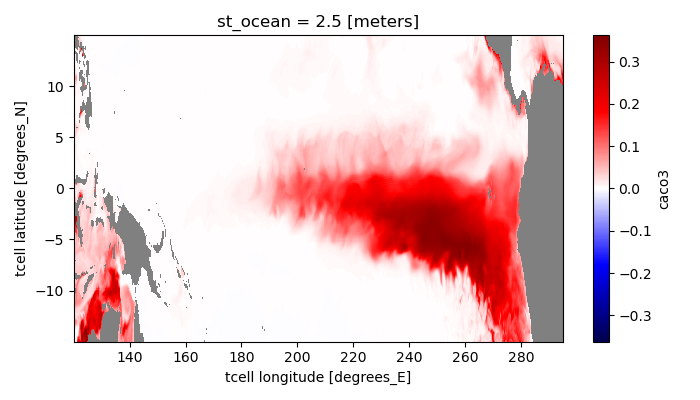 st_ocean = 2.5 [meters]
10
5
0
−5
−10
tcell latitude [degrees_N]
140 160 180 200 220 240 260 280
tcell longitude [degrees_E]
0.3
0.2
0.1
0.0
−0.1
−0.2
−0.3
caco3